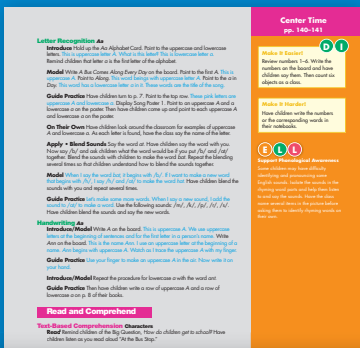 Letter Recognition Aa
Introduce Hold up the Aa Alphabet Card. Point to the uppercase and lowercase
letters. This is uppercase letter A. What is this letter? This is lowercase letter a.
Remind children that letter a is the first letter of the alphabet.
Model Write A Bus Comes Along Every Day on the board. Point to the first A. This is
uppercase A. Point to Along. This word begins with uppercase letter A. Point to the a in
Day. This word has a lowercase letter a in it. These words are the title of the song.
Guide Practice Have children turn to p. 7. Point to the top row. Please pink letters are
uppercase A and lowercase a. Display Song Poster 1. Point to an uppercase A and a
lowercase a on the poster. Then have children come up and point to each uppercase A
and lowercase a on the poster.
On Their Own Have children look around the classroom for examples of uppercase
A and lowercase a. As each letter is found, have the class say the name of the letter.
Apply • Blend Sounds Say the word at. Have children say the word with you.
Now say /b/ and ask children what the word would be if you put /b/ and /at/
together. Blend the sounds with children to make the word bat. Repeat the blending
several times so that children understand how to blend the sounds together.
Model When I say the word bat, it begins with /b/. If I want to make a new word
that begins with /h/, I say /h/ and /at/ to make the word hat. Have children blend the
sounds with you and repeat several times.
Guide Practice Let's make some more words. When I say a new sound, I add the
sound to /at/ to make a word. Use the following sounds: /m/, /k/, /p/, /r/, /s/.
Have children blend the sounds and say the new words.
Handwriting Aa
Introduce/Model Write A on the board. This is uppercase A. We use uppercase
letters at the beginning of sentences and for the first letter in a person's name. Write
Ann on the board. This is the name Ann. I use an uppercase letter at the beginning of a
name. Ann begins with uppercase A. Watch as I trace the uppercase A with my finger.
Guide Practice Use your finger to make an uppercase A in the air. Now write it on
your hand.
Introduce/Model Repeat the procedure for lowercase a with the word ant.
Guide Practice Then have children write a row of uppercase A and a row of
lowercase a on p. 8 of their books.
Read and Comprehend
Text-Based Comprehension Characters
Read Remind children of the Big Question, How do children get to school? Have
children listen as you read aloud "At the Bus Stop."
Center Time
pp. 140–141
D I
Make It Easier!
Review numbers 1–6. Write the
numbers on the board and have
children say them. Then count six
objects as a class.
Make It Harder!
Have children write the numbers
or the corresponding words in
their notebooks.
E L L
Support Phonological Awareness
Some children may have difficulty
identifying and pronouncing some
English sounds. Isolate the sounds in the
rhyming word parts and help them listen
to and say the sounds. Have the class
name several items in the picture before
asking them to identify rhyming words on
their own.